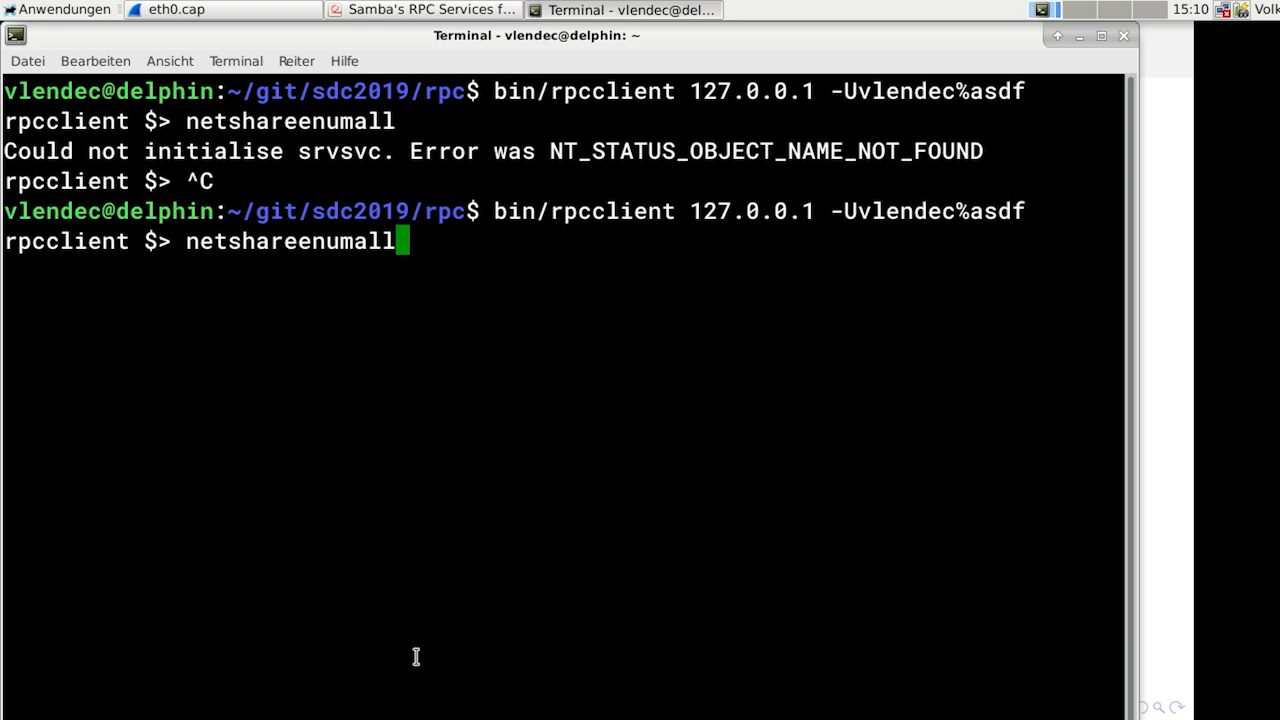 Anwendungen eth0.cap Samba's RPC Services f... Terminal - vlendec@del... 15:10 Volk
Terminal - vlendec@delphin: ~
Datei Bearbeiten Ansicht Terminal Reiter Hilfe
vlendec@delphin:~/git/sdc2019/rpc$ bin/rpcclient 127.0.0.1 -Uvlendec%asdf
rpcclient $> netshareenumall
Could not initialise srvsvc. Error was NT_STATUS_OBJECT_NAME_NOT_FOUND
rpcclient $> ^C
vlendec@delphin:~/git/sdc2019/rpc$ bin/rpcclient 127.0.0.1 -Uvlendec%asdf
rpcclient $> netshareenumall